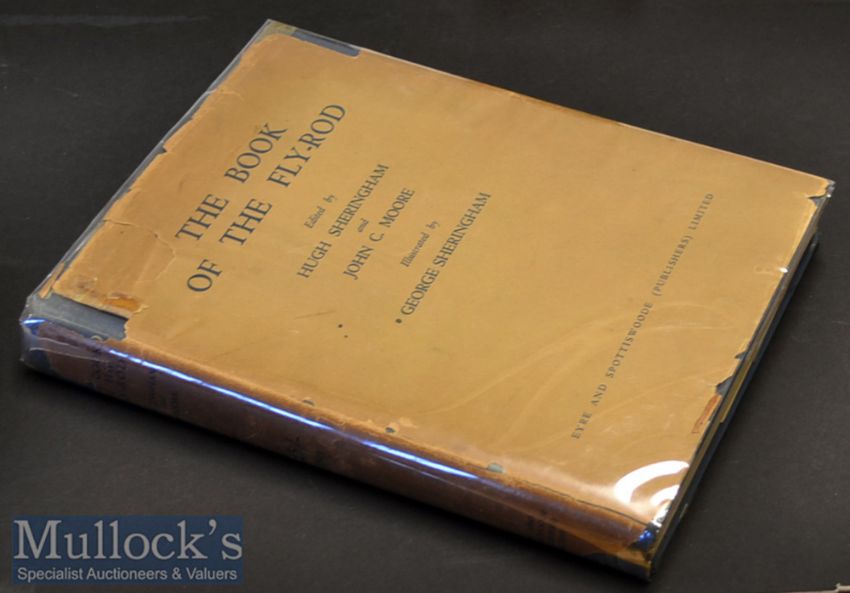 THE BOOK
OF THE FLY-ROD
Edited by
HUGH SHERINGHAM
and
JOHN C. MOORE
Illustrated by
GEORGE SHERINGHAM
EYRE AND SPOTTISWOODE (PUBLISHERS) LIMITED
Mullock's
Specialist Auctioneers & Valuers